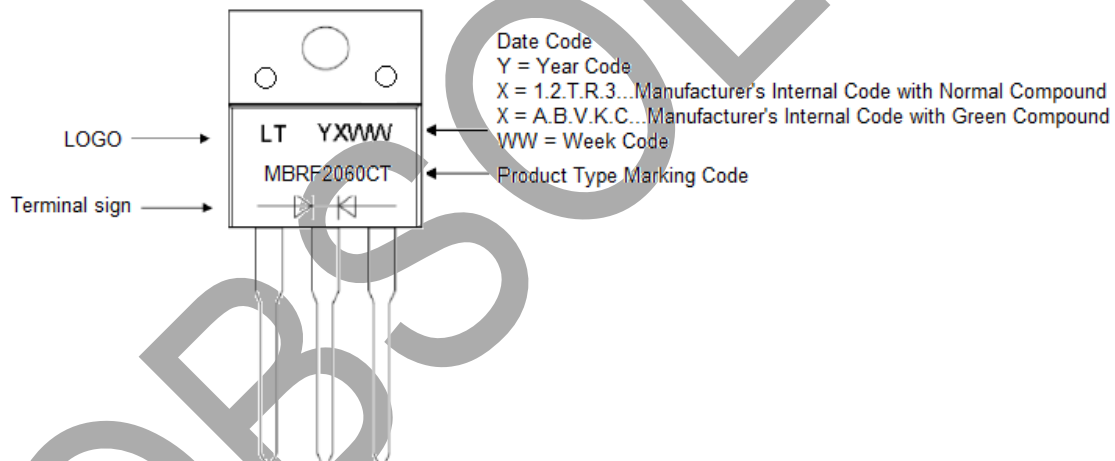 Date Code
Y = Year Code
X = 1.2.T.R.3...Manufacturer's Internal Code with Normal Compound
X = A.B.V.K.C...Manufacturer's Internal Code with Green Compound
WW = Week Code
LOGO
LT YXWW
MBRF2060CT
Product Type Marking Code
Terminal sign